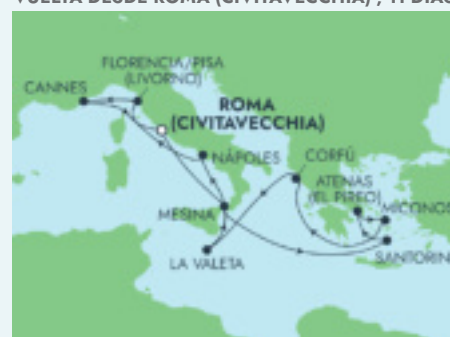 VUELTA DESDE ROMA (CIVITAVECCHIA), 11 DÍAS
FLORENCIA/PISA
(LIVORNO)
CANNES
ROMA
(CIVITAVECCHIA)
NÁPOLES
CORFÚ
ATENAS
(EL PIREO)
MICONOS
MESINA
LA VALETA
SANTORIN